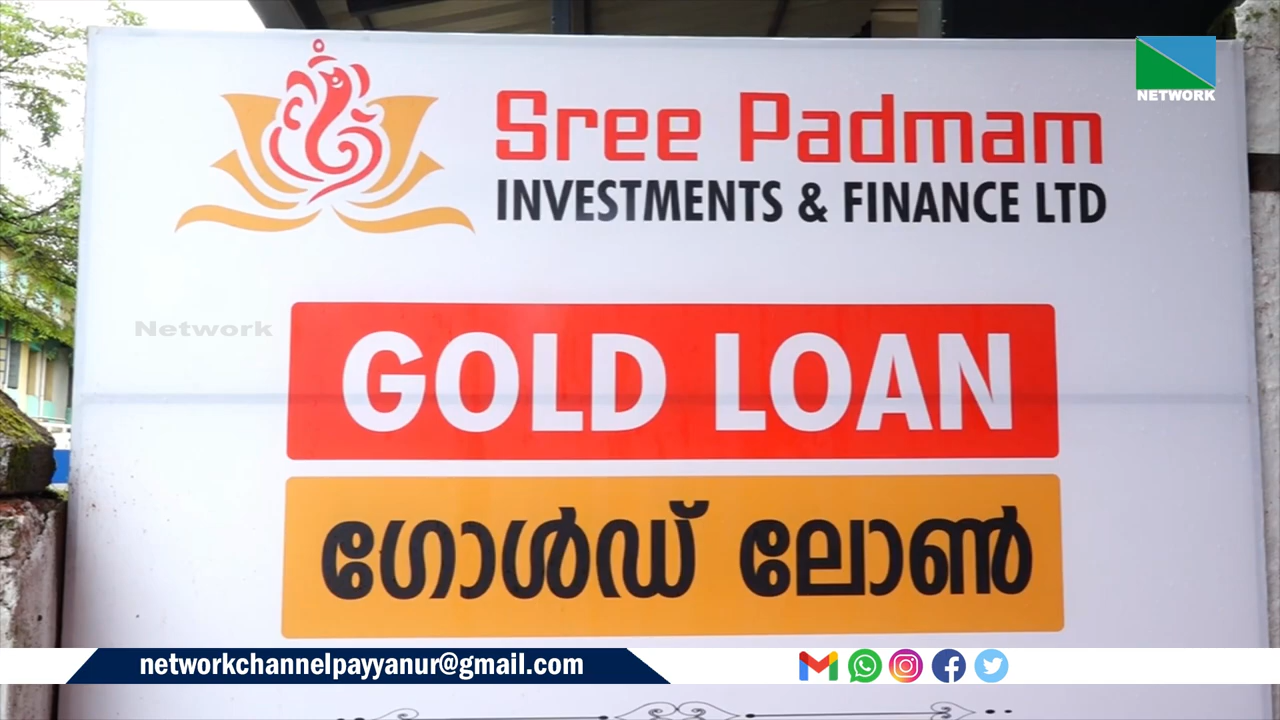 NETWORK
Sree Padmam
INVESTMENTS & FINANCE LTD
Network
GOLD LOAN
ഗോൾഡ് ലോൺ
networkchannelpayyanur@gmail.com